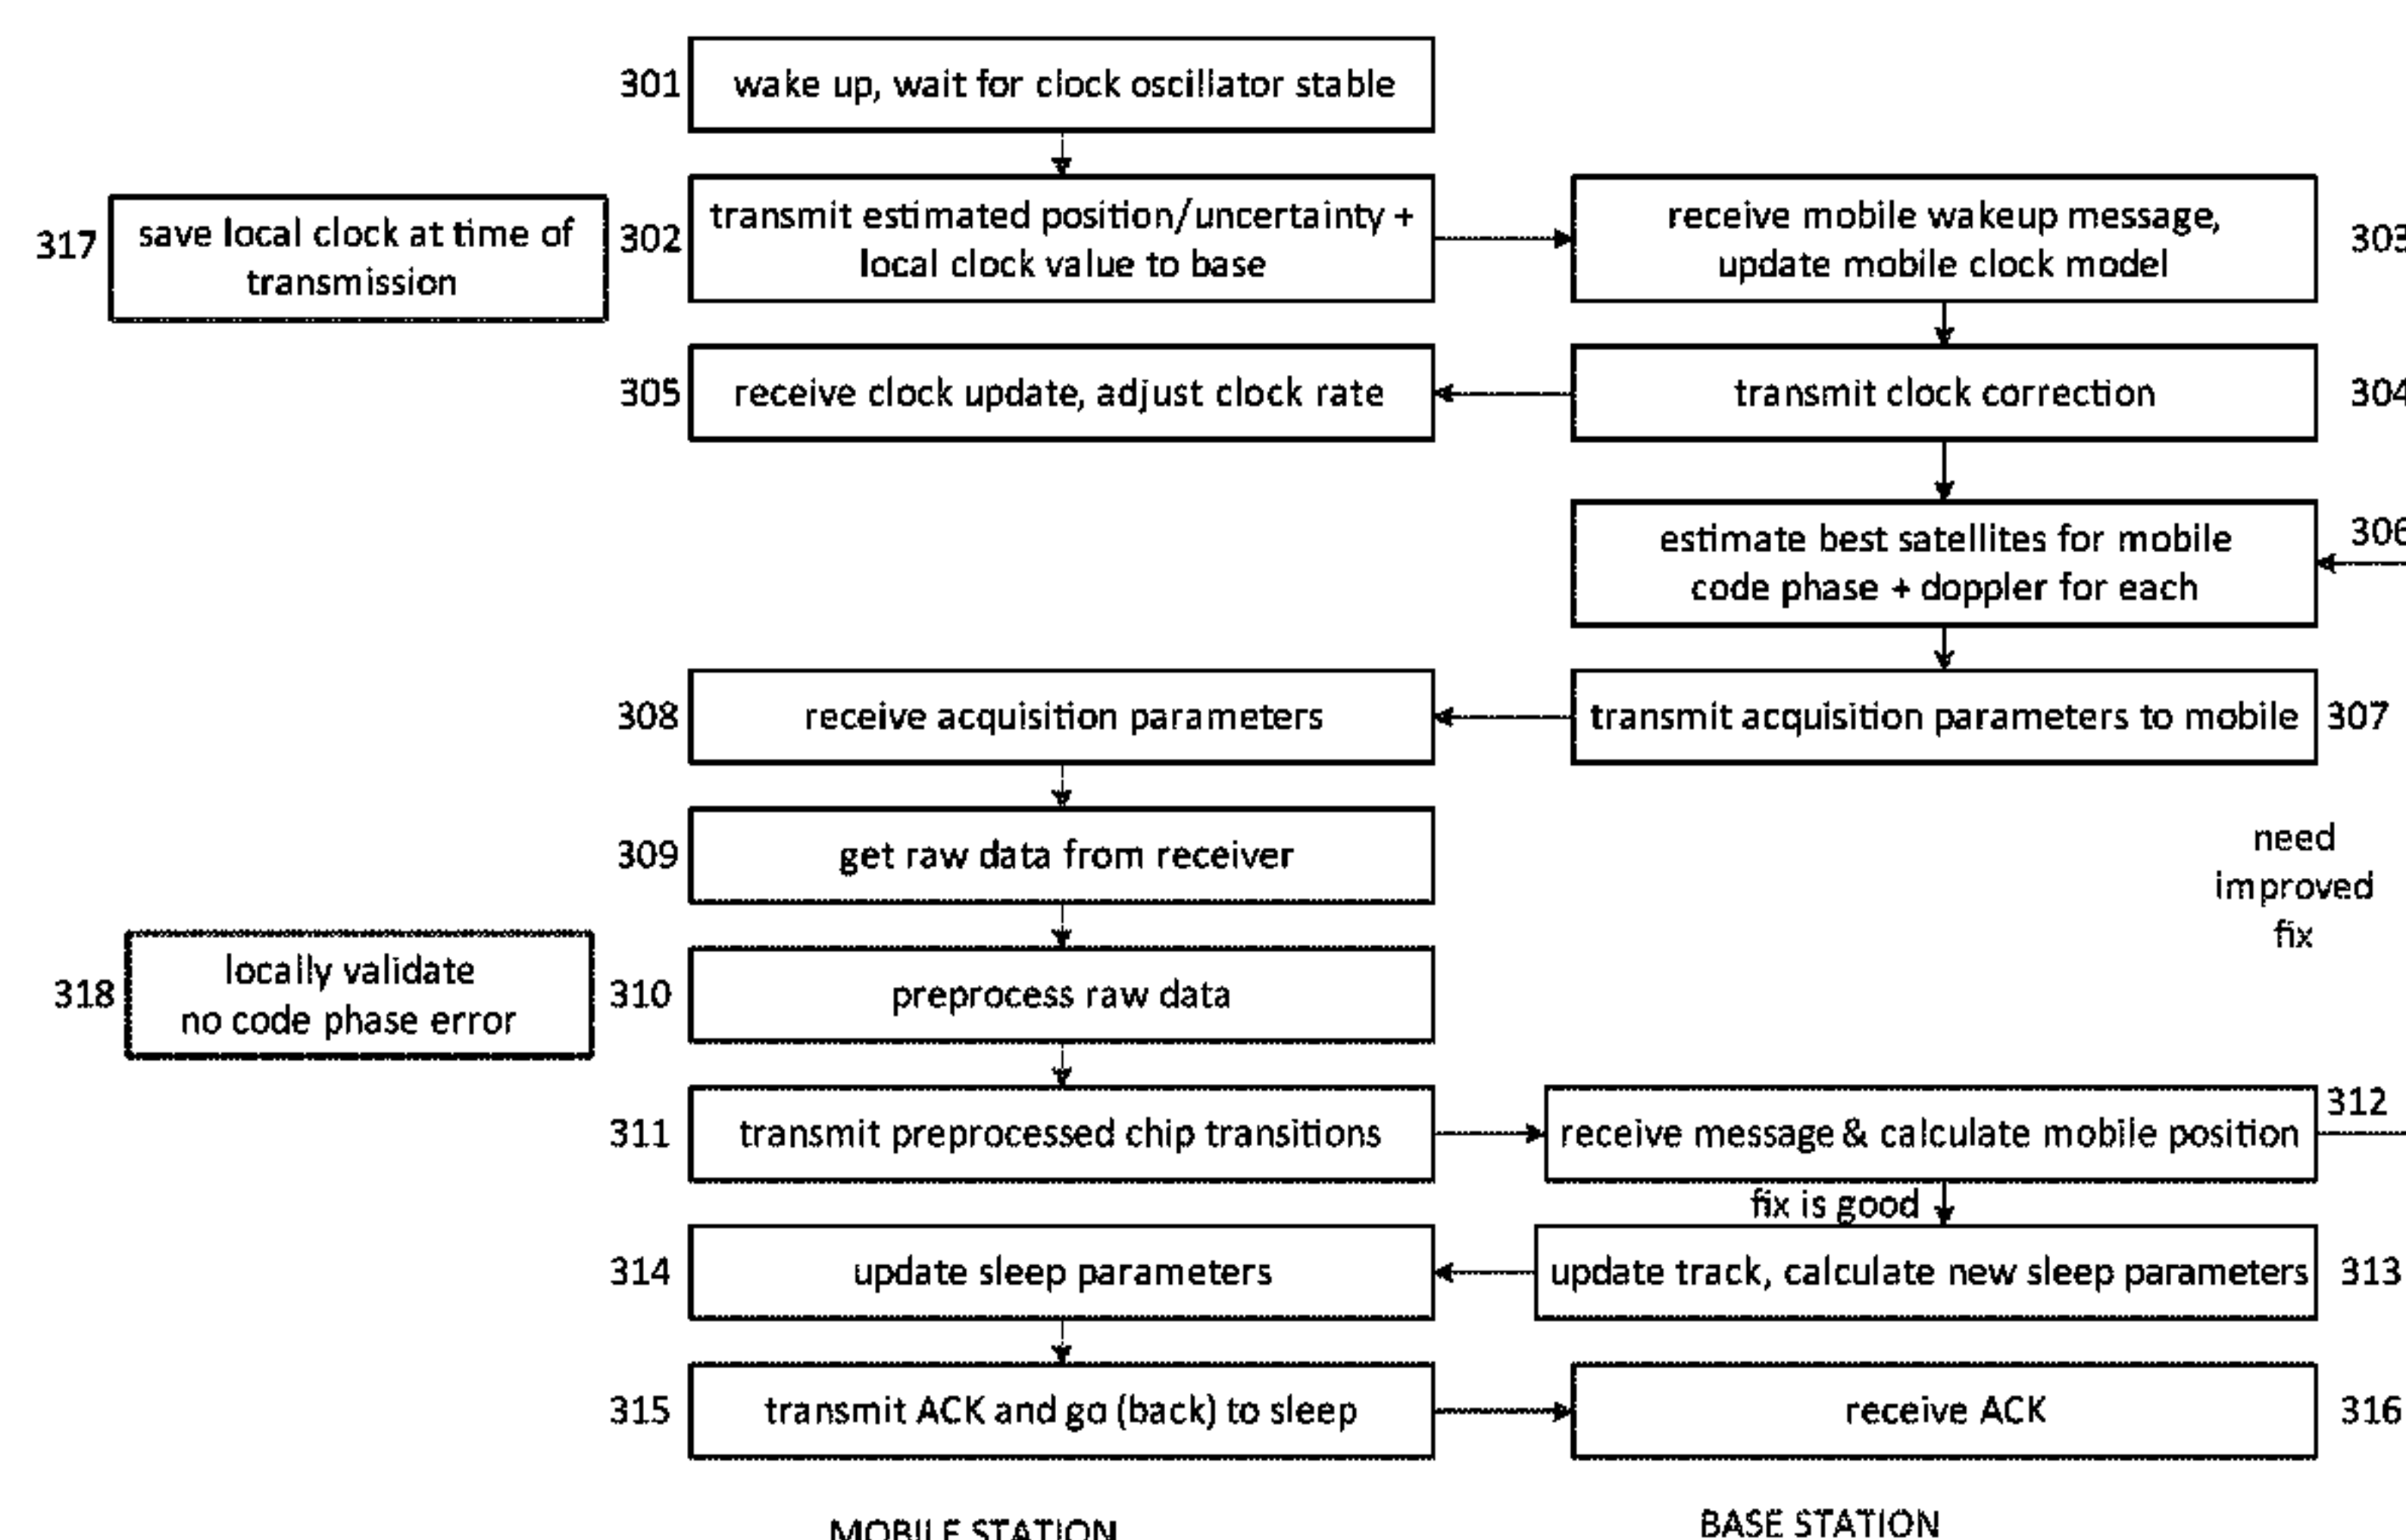 301
wake up, wait for clock oscillator stable
317
save local clock at time of
transmission
302
transmit estimated position/uncertainty +
local clock value to base
receive mobile wakeup message,
update mobile clock model
303
305
receive clock update, adjust clock rate
transmit clock correction
304
estimate best satellites for mobile
code phase + doppler for each
306
308
receive acquisition parameters
transmit acquisition parameters to mobile
307
309
get raw data from receiver
need
improved
fix
318
locally validate
no code phase error
310
preprocess raw data
311
transmit preprocessed chip transitions
receive message & calculate mobile position
312
fix is good
314
update sleep parameters
update track, calculate new sleep parameters
313
315
transmit ACK and go (back) to sleep
receive ACK
316
MOBILE STATION
BASE STATION